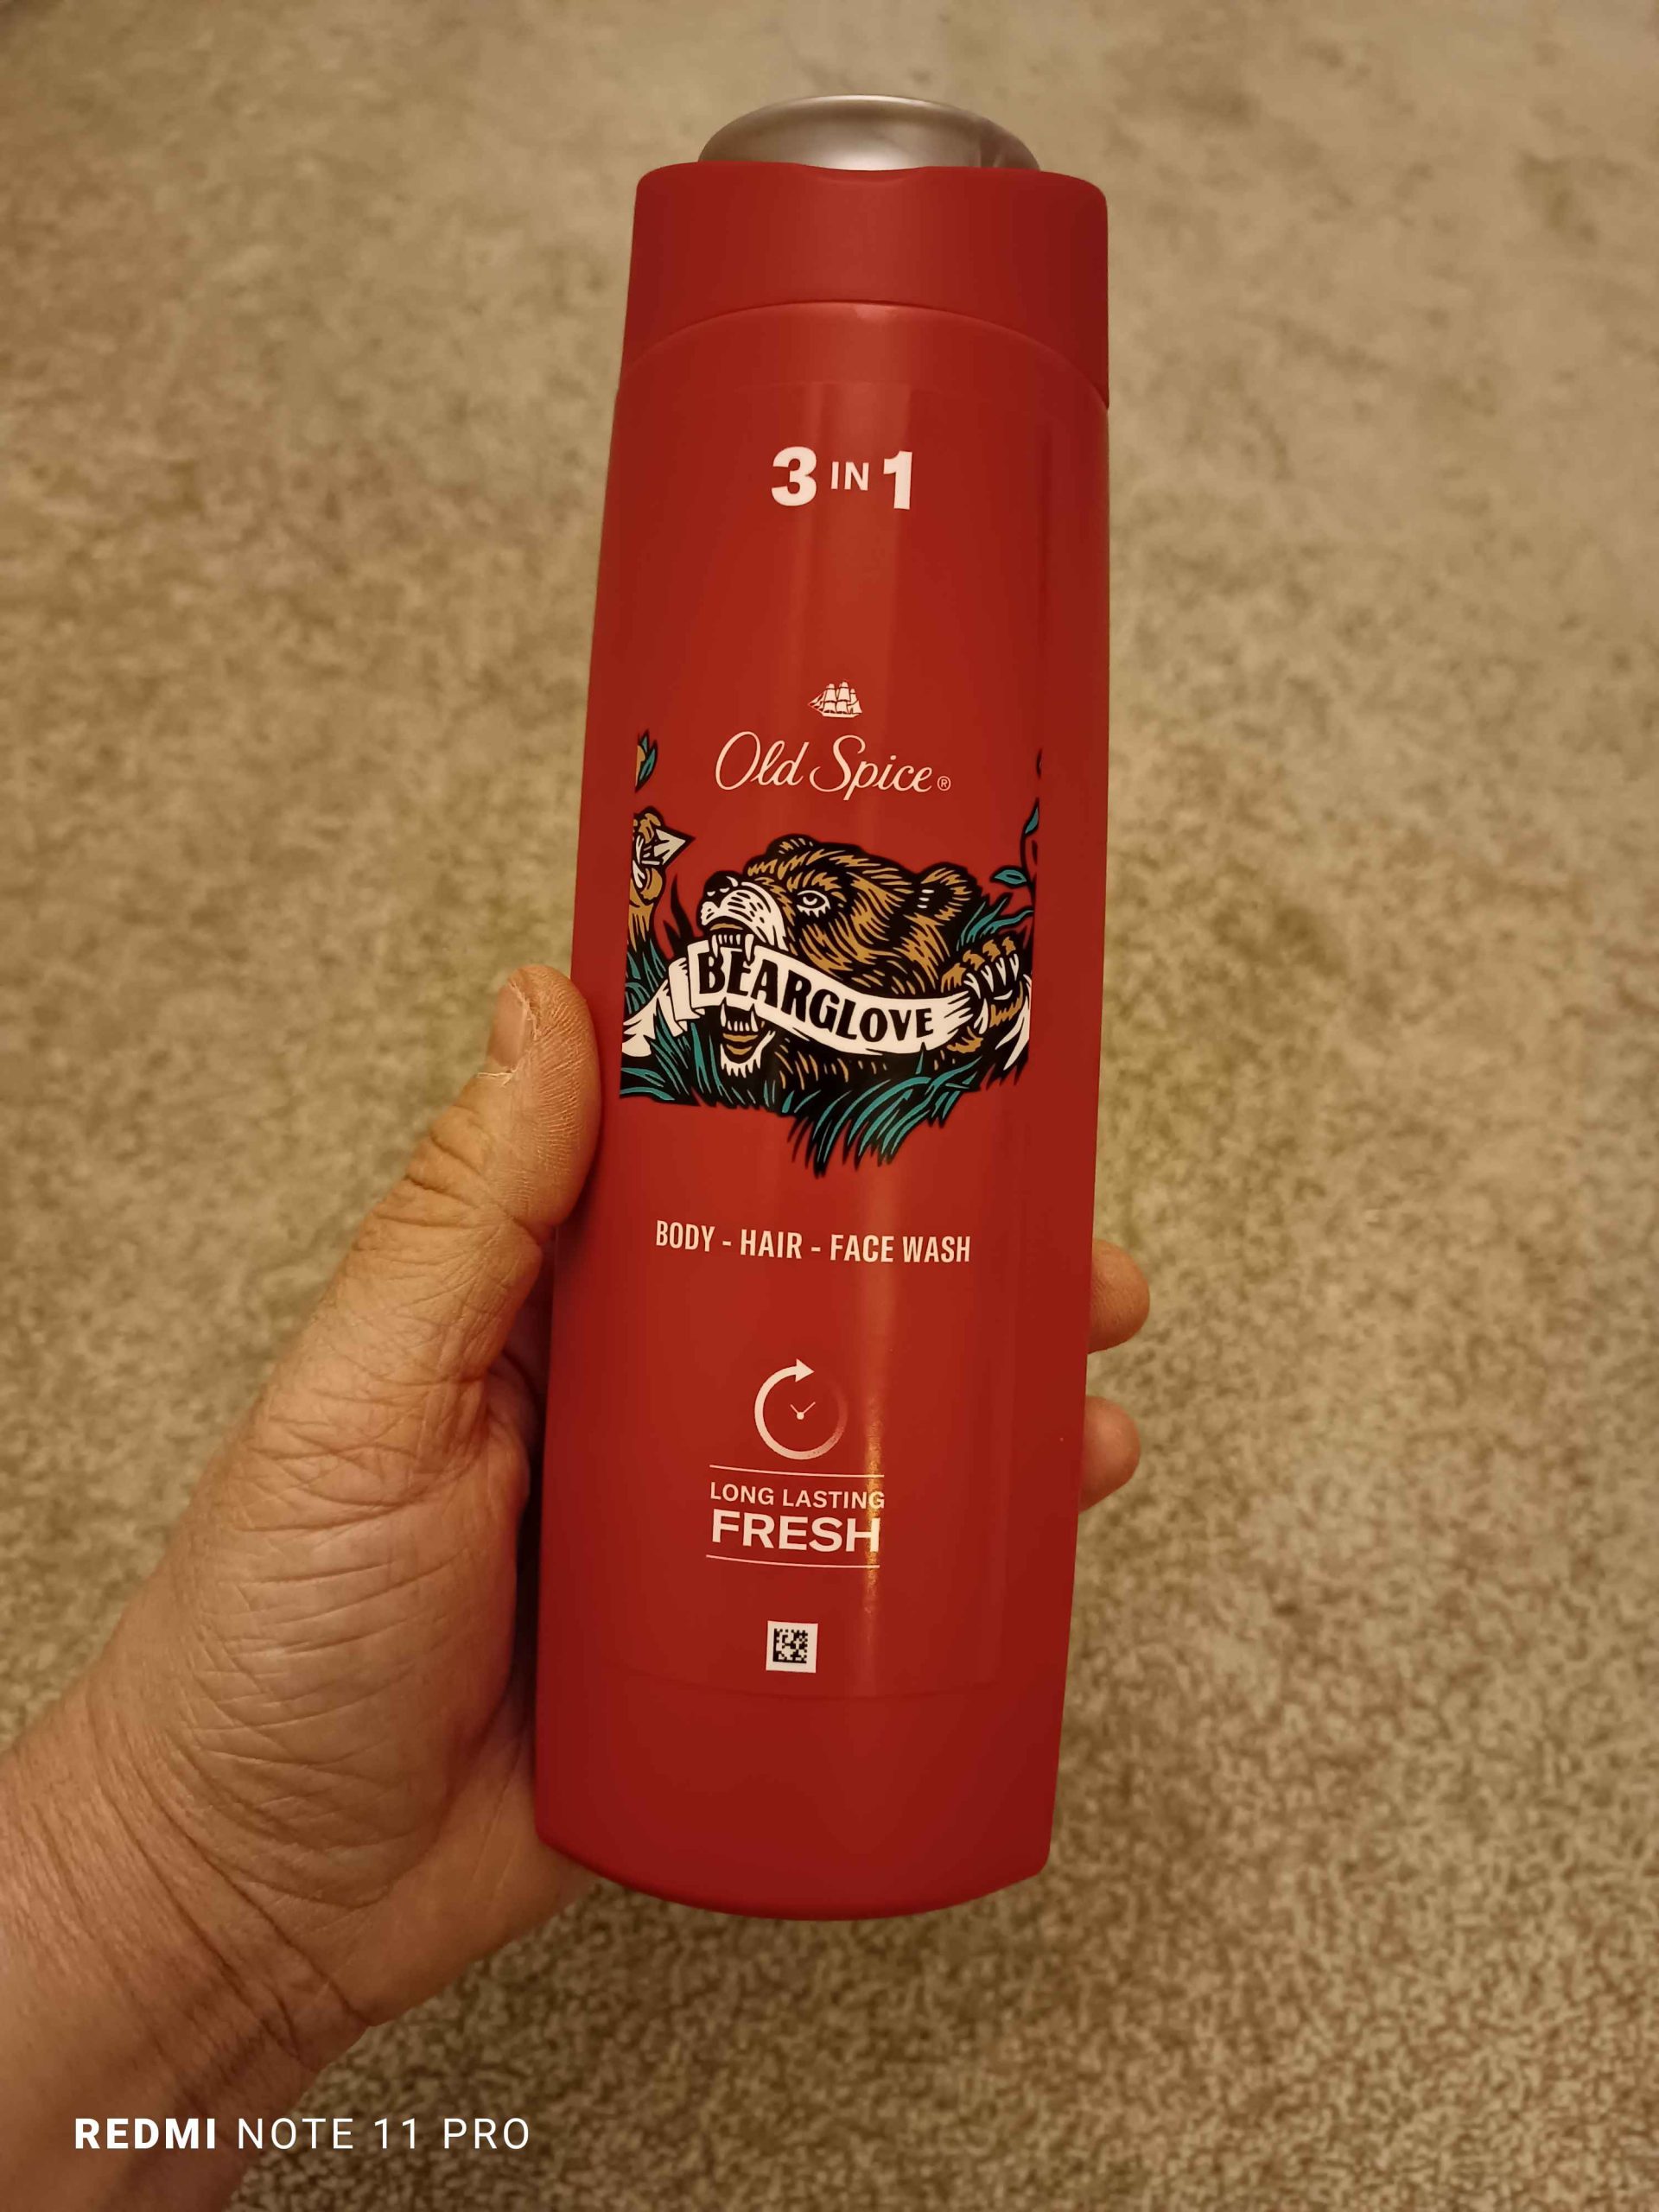 3 IN 1
Old Spice®
BEARGLOVE
BODY - HAIR - FACE WASH
LONG LASTING
FRESH
REDMI NOTE 11 PRO